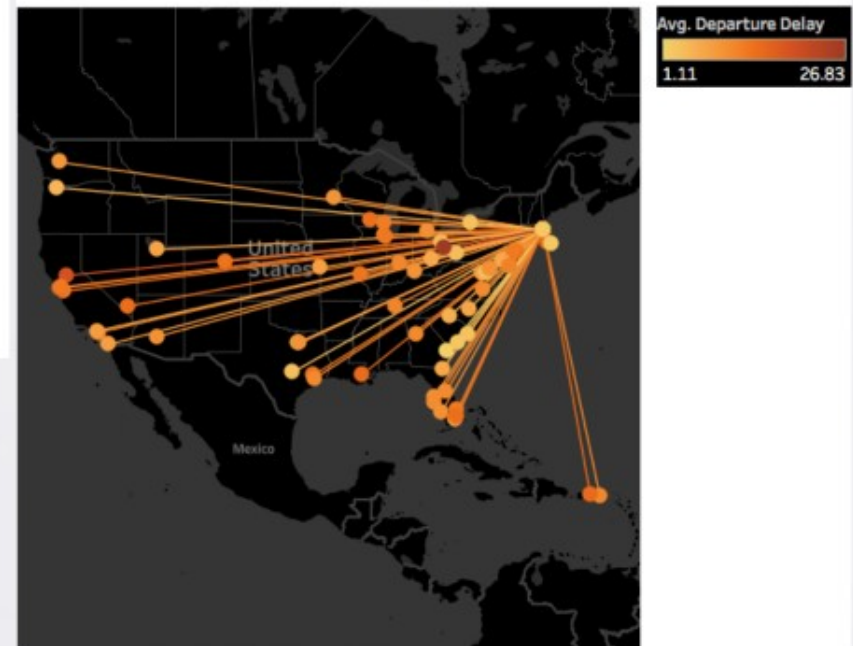 Avg. Departure Delay
1.11 26.83
United
States
Mexico